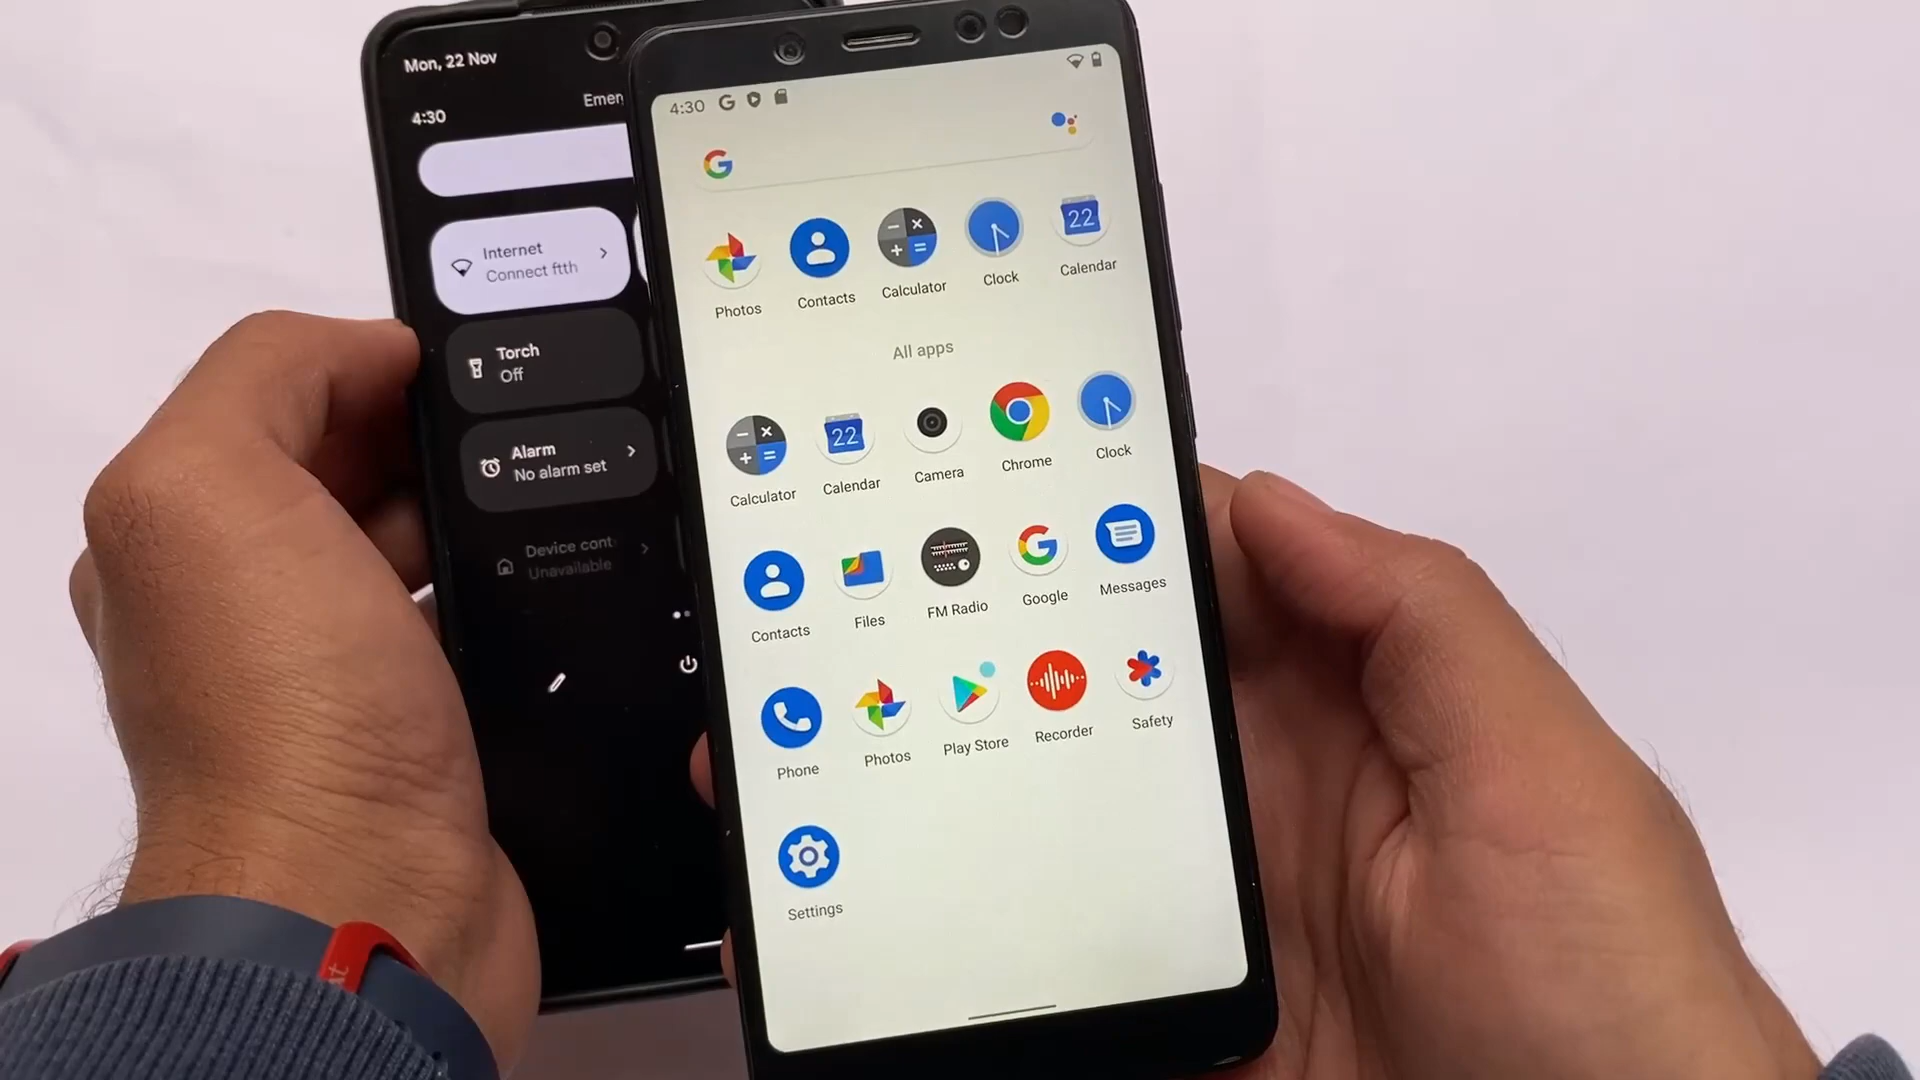 Mon, 22 Nov
4:30
Internet
Connect ftth
Torch
Off
Alarm
No alarm set
Device cont
Unavailable
4:30
G
G
Photos
Contacts
Calculator
Clock
22
Calendar
All apps
Calculator
22
Calendar
Camera
Chrome
Clock
Contacts
Files
FM Radio
G
Google
Messages
Phone
Photos
Play Store
Recorder
Safety
Settings